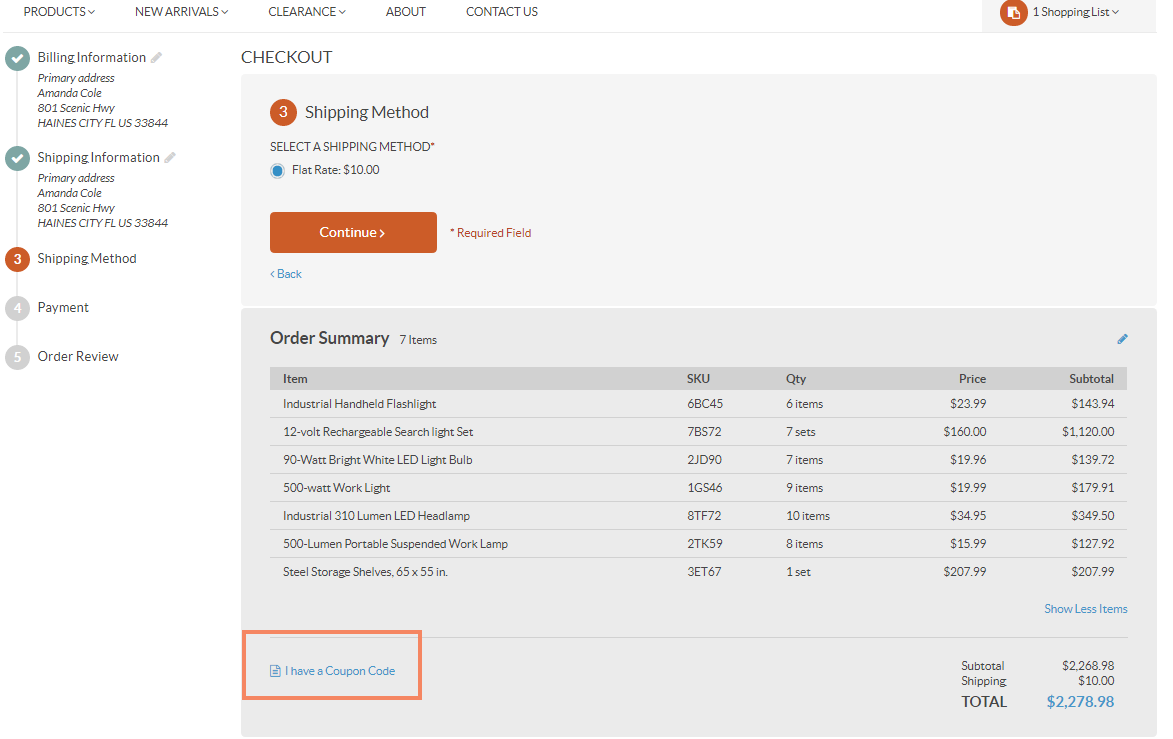 PRODUCTS NEW ARRIVALS CLEARANCE ABOUT CONTACT US 1 Shopping List
Billing Information
Primary address
Amanda Cole
801 Scenic Hwy
HAINES CITY FL US 33844
Shipping Information
Primary address
Amanda Cole
801 Scenic Hwy
HAINES CITY FL US 33844
3 Shipping Method
4 Payment
5 Order Review
CHECKOUT
3 Shipping Method
SELECT A SHIPPING METHOD*
Flat Rate: $10.00
Continue > * Required Field
< Back
Order Summary 7 Items
Item SKU Qty Price Subtotal
Industrial Handheld Flashlight 6BC45 6 items $23.99 $143.94
12-volt Rechargeable Search light Set 7BS72 7 sets $160.00 $1,120.00
90-Watt Bright White LED Light Bulb 2JD90 7 items $19.96 $139.72
500-watt Work Light 1GS46 9 items $19.99 $179.91
Industrial 310 Lumen LED Headlamp 8TF72 10 items $34.95 $349.50
500-Lumen Portable Suspended Work Lamp 2TK59 8 items $15.99 $127.92
Steel Storage Shelves, 65 x 55 in. 3ET67 1 set $207.99 $207.99
Show Less Items
I have a Coupon Code
Subtotal $2,268.98
Shipping $10.00
TOTAL $2,278.98